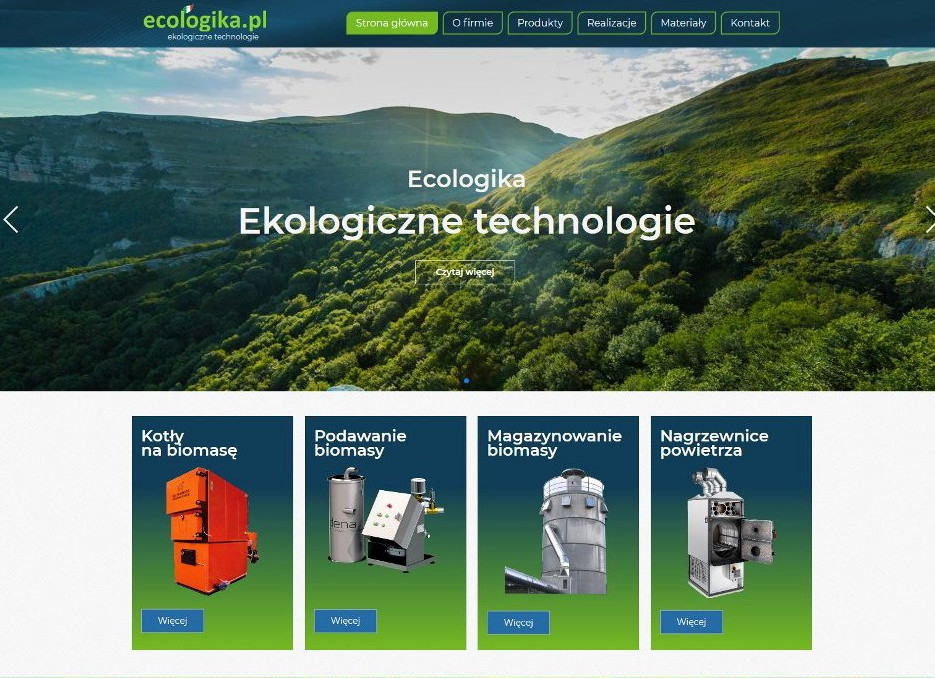 ecologika.pl
ekologiczne technologie
Strona główna
O firmie
Produkty
Realizacje
Materiały
Kontakt
Ecologika
Ekologiczne technologie
Czytaj więcej
Kotły
na biomasę
Podawanie
biomasy
Magazynowanie
biomasy
Nagrzewnice
powietrza
dena
Więcej
Więcej
Więcej
Więcej